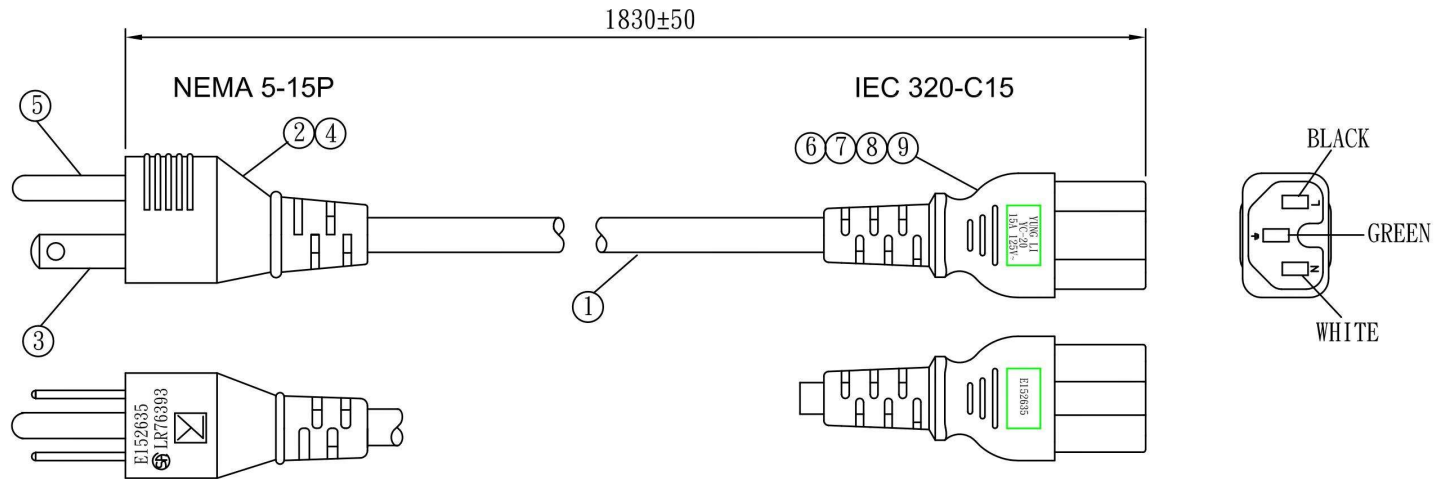 1830±50
NEMA 5-15P
IEC 320-C15
5
2 4
6 7 8 9
3
1
YUNG LI
YC-20
15A 125V~
BLACK
L
GREEN
N
WHITE
E152635
LR76393
E152635